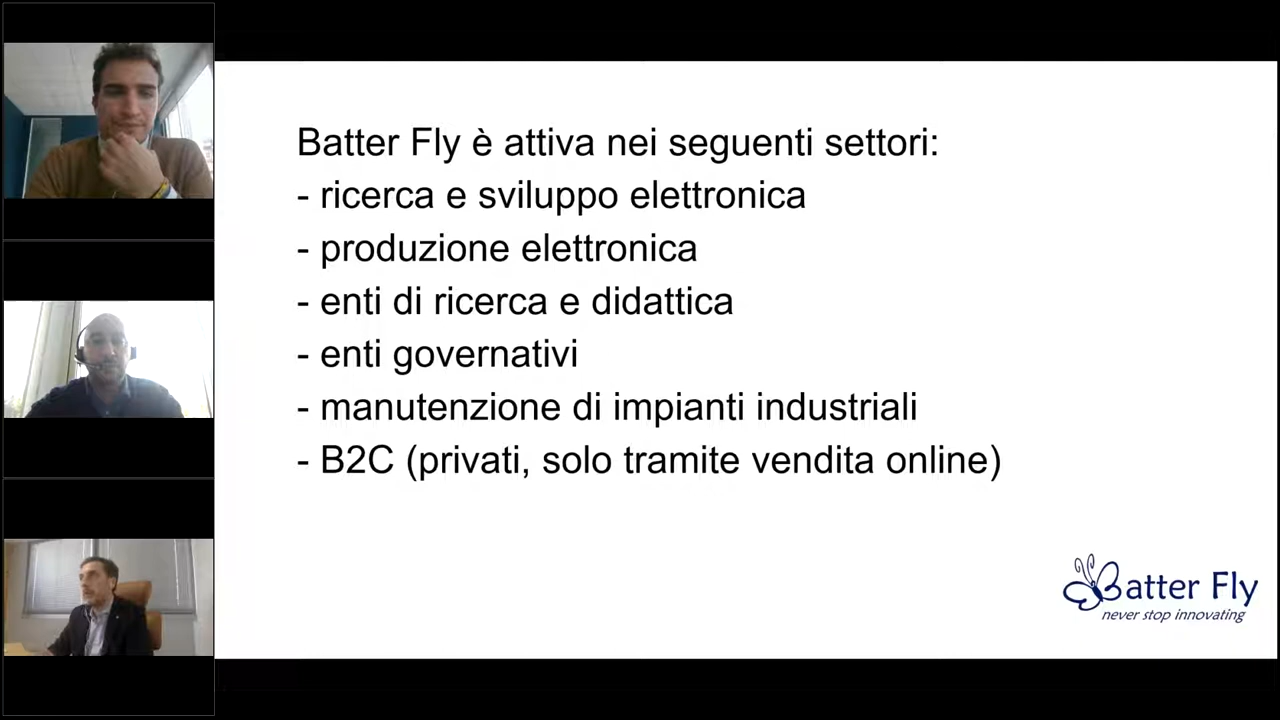 Batter Fly è attiva nei seguenti settori:
- ricerca e sviluppo elettronica
- produzione elettronica
- enti di ricerca e didattica
- enti governativi
- manutenzione di impianti industriali
- B2C (privati, solo tramite vendita online)
Batter Fly
never stop innovating